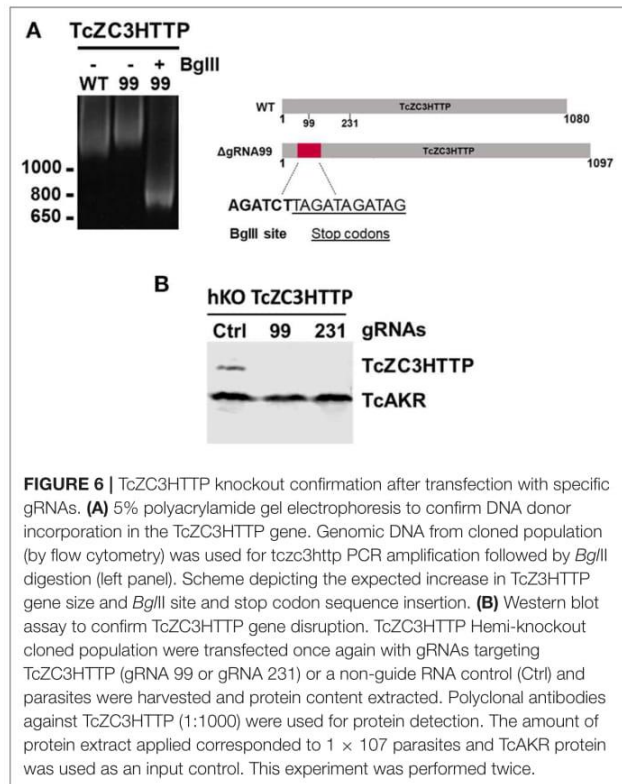 A
TcZC3HTTP
- - + BglII
WT 99 99
1000
800
650
WT TcZC3HTTP
1 99 231 1080
ΔgRNA99 TcZC3HTTP
1 1097
AGATCTTAGATAGATAG
BglII site Stop codons
B
hKO TcZC3HTTP
Ctrl 99 231 gRNAs
TcZC3HTTP
TcAKR
FIGURE 6 | TcZC3HTTP knockout confirmation after transfection with specific
gRNAs. (A) 5% polyacrylamide gel electrophoresis to confirm DNA donor
incorporation in the TcZC3HTTP gene. Genomic DNA from cloned population
(by flow cytometry) was used for tczc3http PCR amplification followed by BglII
digestion (left panel). Scheme depicting the expected increase in TcZ3HTTP
gene size and BglII site and stop codon sequence insertion. (B) Western blot
assay to confirm TcZC3HTTP gene disruption. TcZC3HTTP Hemi-knockout
cloned population were transfected once again with gRNAs targeting
TcZC3HTTP (gRNA 99 or gRNA 231) or a non-guide RNA control (Ctrl) and
parasites were harvested and protein content extracted. Polyclonal antibodies
against TcZC3HTTP (1:1000) were used for protein detection. The amount of
protein extract applied corresponded to 1 × 107 parasites and TcAKR protein
was used as an input control. This experiment was performed twice.